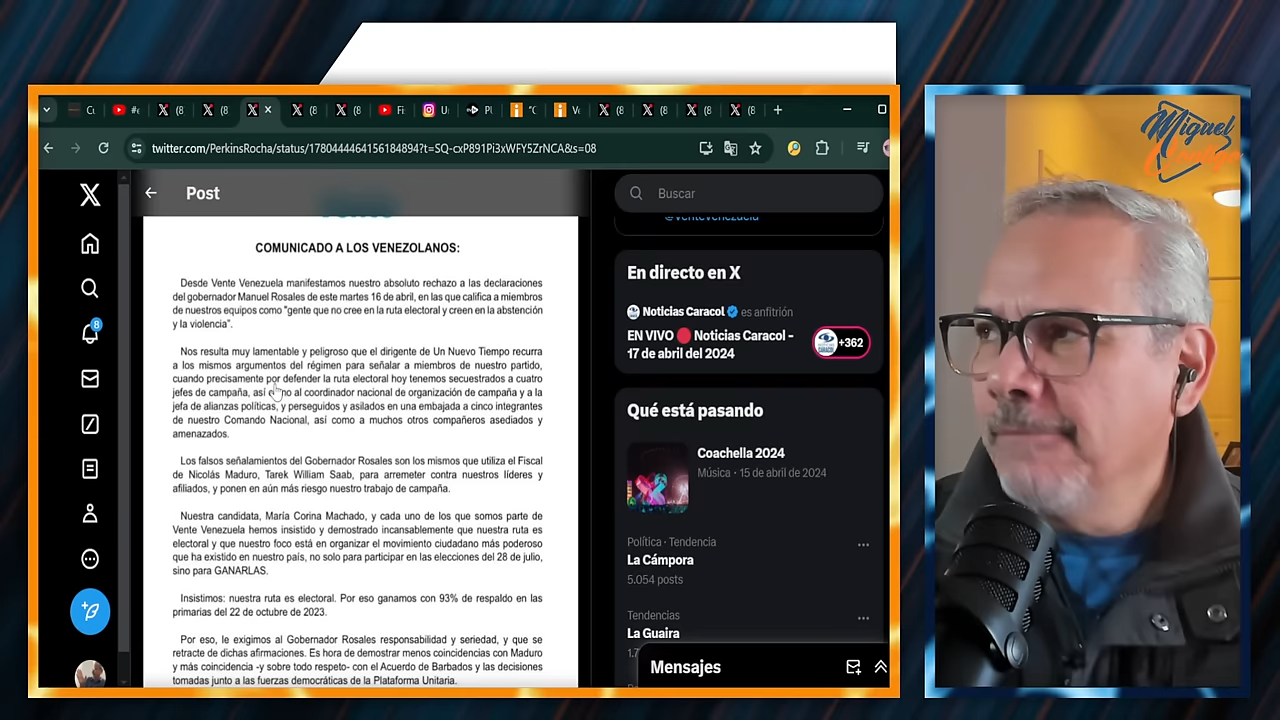 Miguel
twitter.com/PerkinsRocha/status/1780444641561848942?t=SQ-cxP891Pi3xWFY5ZrNCA&s=08
Post
COMUNICADO A LOS VENEZOLANOS:
Desde Vente Venezuela manifestamos nuestro absoluto rechazo a las declaraciones
del gobernador Manuel Rosales de este martes 16 de abril, en las que califica a miembros
de nuestros equipos como "gente que no cree en la ruta electoral y creen en la abstención
y la violencia".
Nos resulta muy lamentable y peligroso que el dirigente de Un Nuevo Tiempo recurra
a los mismos argumentos del régimen para señalar a miembros de nuestro partido,
cuando precisamente por defender la ruta electoral hoy tenemos secuestrados a cuatro
jefes de campaña, así como al coordinador nacional de organización de campaña y a la
jefa de alianzas políticas, y perseguidos y asilados en una embajada a cinco integrantes
de nuestro Comando Nacional, así como a muchos otros compañeros asediados y
amenazados.
Los falsos señalamientos del Gobernador Rosales son los mismos que utiliza el Fiscal
de Nicolás Maduro, Tarek William Saab, para arremeter contra nuestros líderes y
afiliados, y ponen en aún más riesgo nuestro trabajo de campaña.
Nuestra candidata, María Corina Machado, y cada uno de los que somos parte de
Vente Venezuela hemos insistido y demostrado incansablemente que nuestra ruta es
electoral y que nuestro foco está en organizar el movimiento ciudadano más poderoso
que ha existido en nuestro país, no solo para participar en las elecciones del 28 de julio,
sino para GANARLAS.
Insistimos: nuestra ruta es electoral. Por eso ganamos con 93% de respaldo en las
primarias del 22 de octubre de 2023.
Por eso, le exigimos al Gobernador Rosales responsabilidad y seriedad, y que se
retracte de dichas afirmaciones. Es hora de demostrar menos coincidencias con Maduro
y más coincidencia -y sobre todo respeto- con el Acuerdo de Barbados y las decisiones
tomadas junto a las fuerzas democráticas de la Plataforma Unitaria.
Buscar
@VenteVenezuela
En directo en X
Noticias Caracol es anfitrión
EN VIVO Noticias Caracol -
17 de abril del 2024
+362
Qué está pasando
Coachella 2024
Música · 15 de abril de 2024
Política · Tendencia
La Cámpora
5.054 posts
Tendencias
La Guaira
Mensajes
8